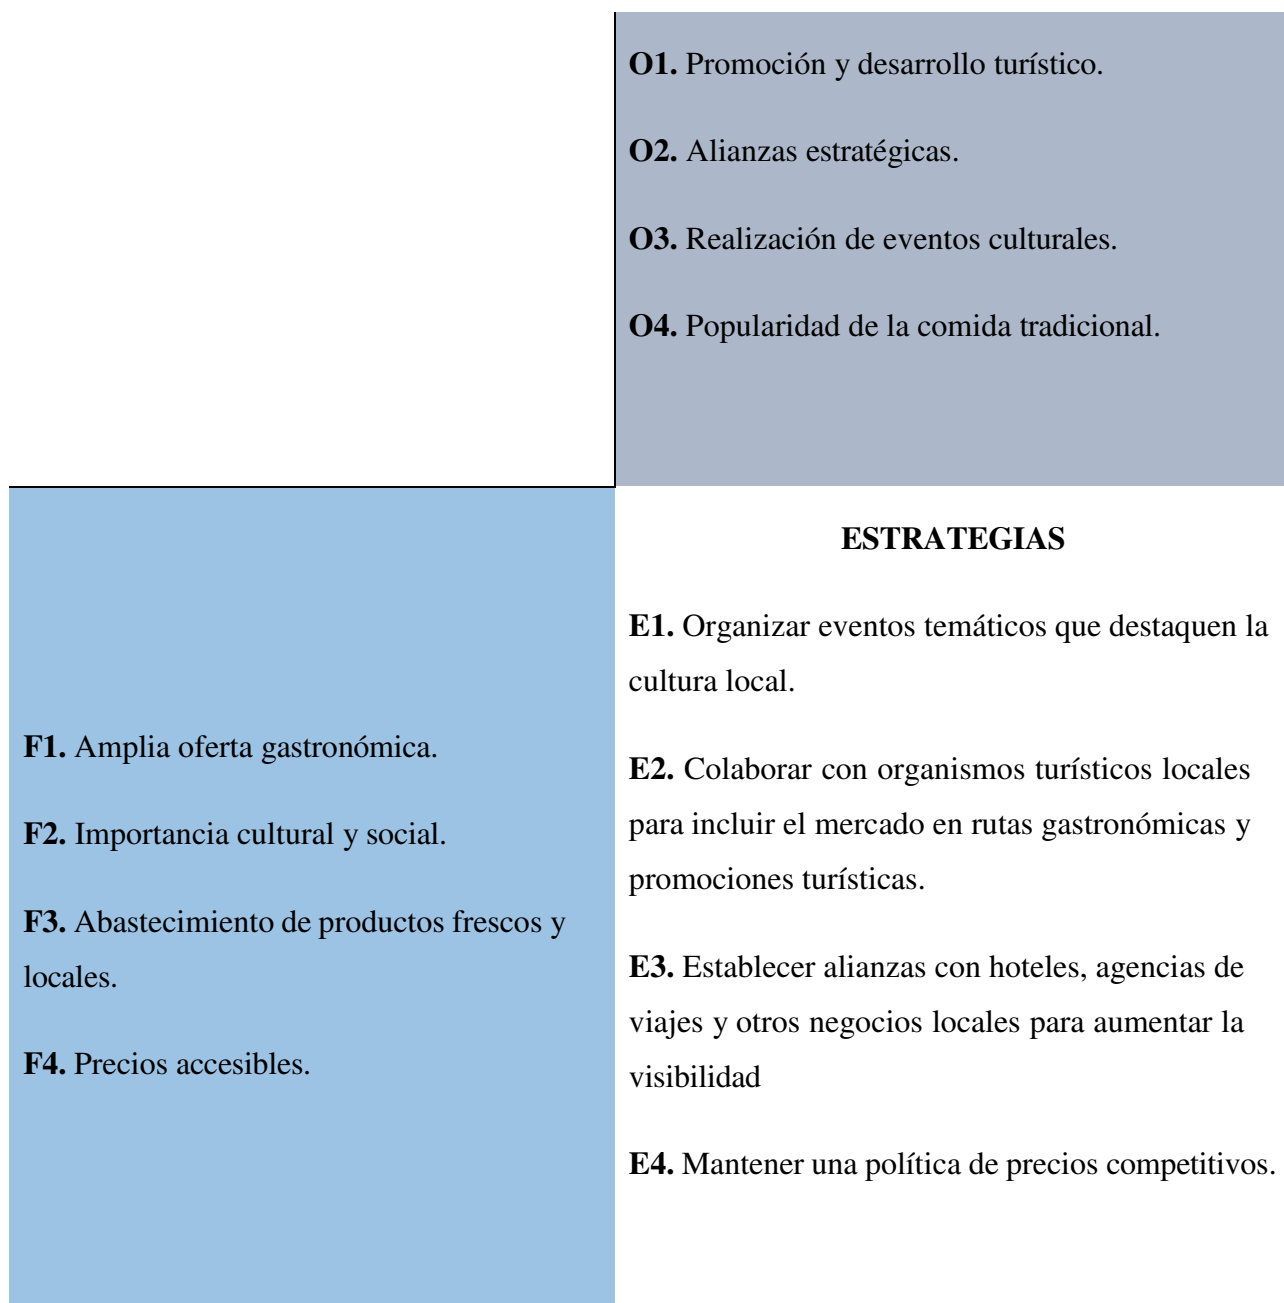 O1. Promoción y desarrollo turístico.
O2. Alianzas estratégicas.
O3. Realización de eventos culturales.
O4. Popularidad de la comida tradicional.
F1. Amplia oferta gastronómica.
F2. Importancia cultural y social.
F3. Abastecimiento de productos frescos y
locales.
F4. Precios accesibles.
ESTRATEGIAS
E1. Organizar eventos temáticos que destaquen la
cultura local.
E2. Colaborar con organismos turísticos locales
para incluir el mercado en rutas gastronómicas y
promociones turísticas.
E3. Establecer alianzas con hoteles, agencias de
viajes y otros negocios locales para aumentar la
visibilidad
E4. Mantener una política de precios competitivos.